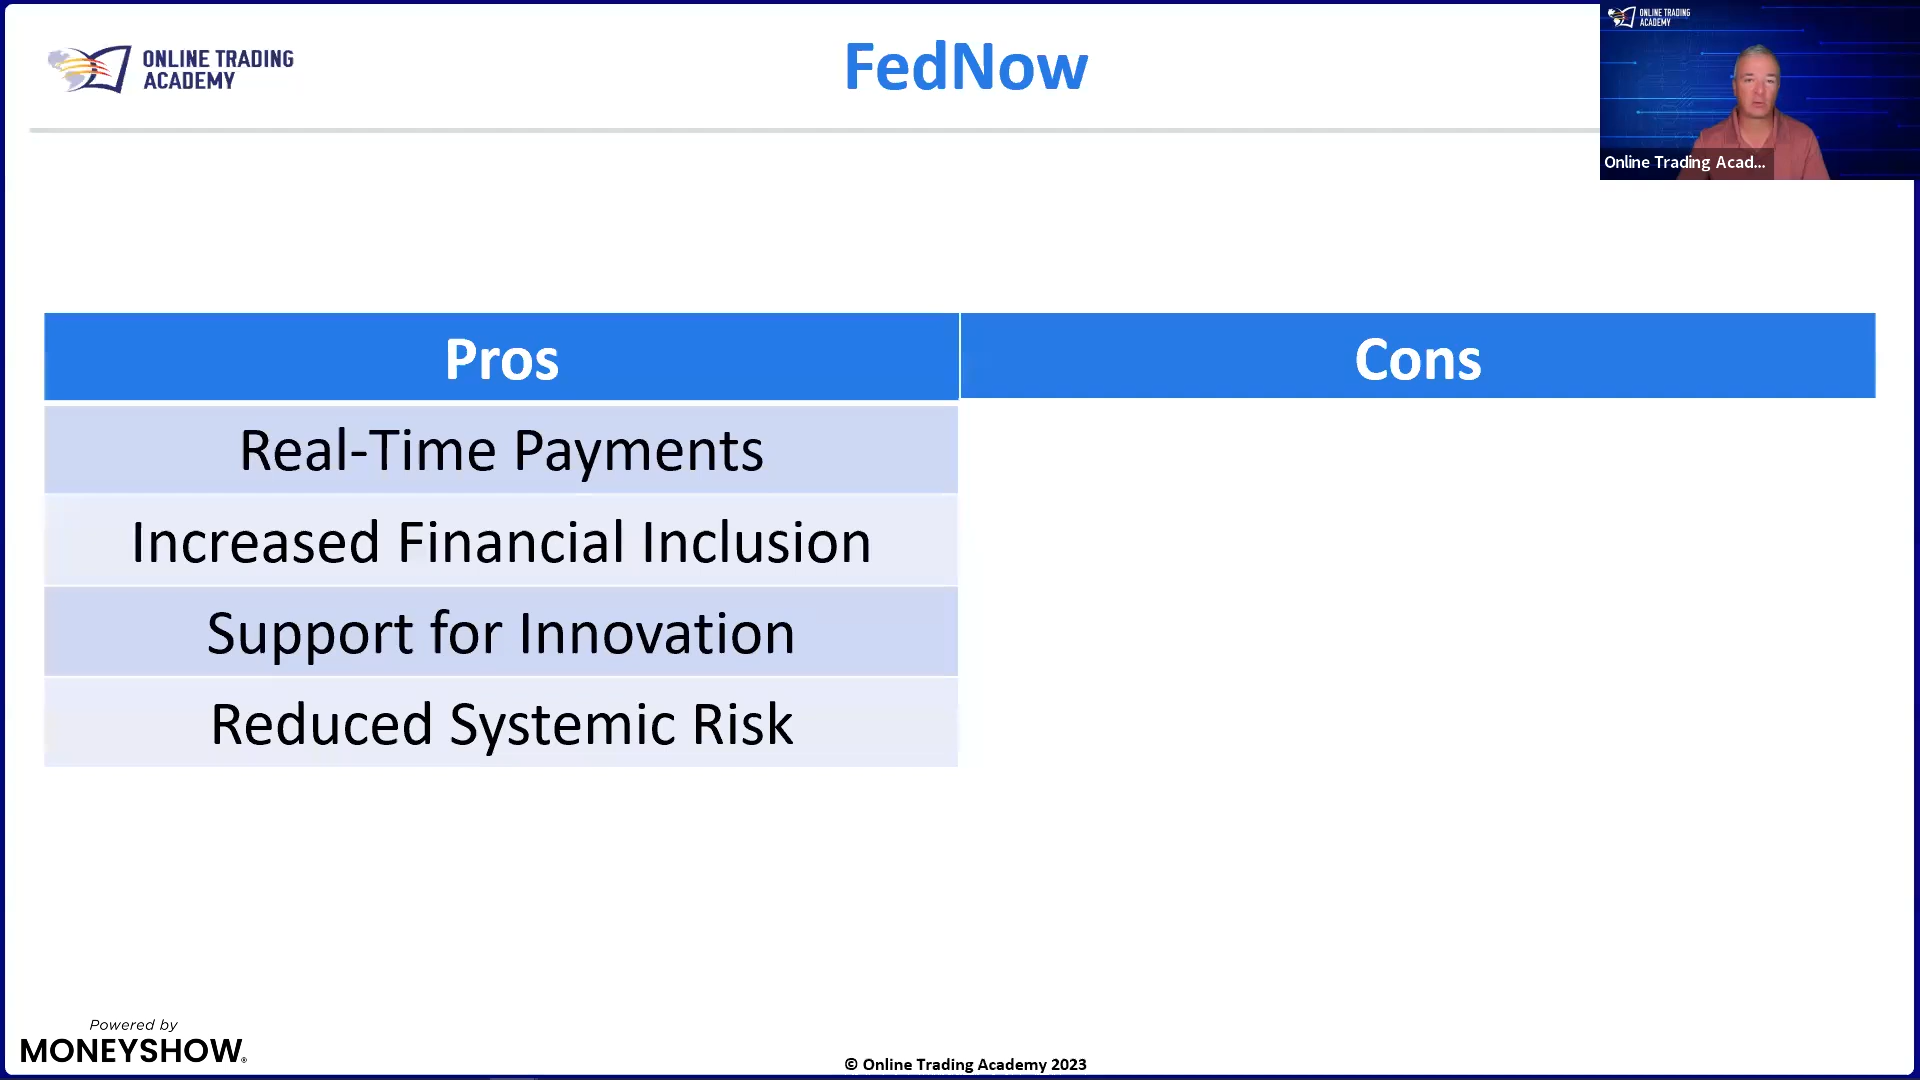 ONLINE TRADING
ACADEMY
FedNow
ONLINE TRADING
ACADEMY
Online Trading Acad...
Pros
Cons
Real-Time Payments
Increased Financial Inclusion
Support for Innovation
Reduced Systemic Risk
Powered by
MONEYSHOW®
© Online Trading Academy 2023